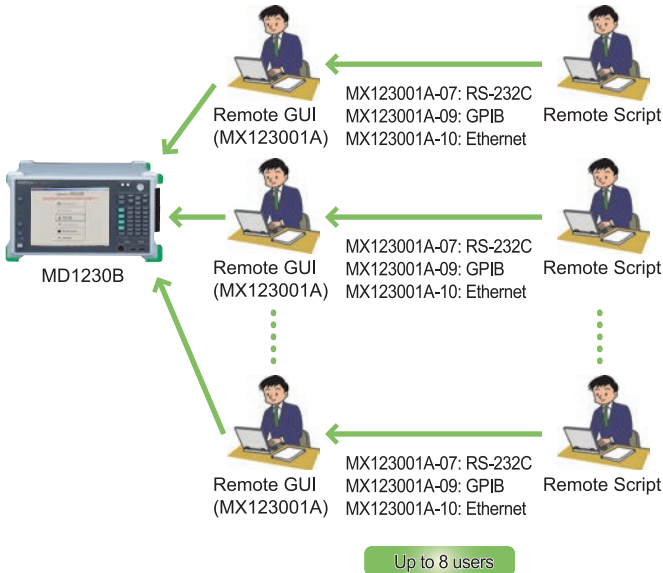 Remote GUI
(MX123001A)
MX123001A-07: RS-232C
MX123001A-09: GPIB
MX123001A-10: Ethernet
Remote Script
MD1230B
Remote GUI
(MX123001A)
MX123001A-07: RS-232C
MX123001A-09: GPIB
MX123001A-10: Ethernet
Remote Script
Remote GUI
(MX123001A)
MX123001A-07: RS-232C
MX123001A-09: GPIB
MX123001A-10: Ethernet
Remote Script
Up to 8 users